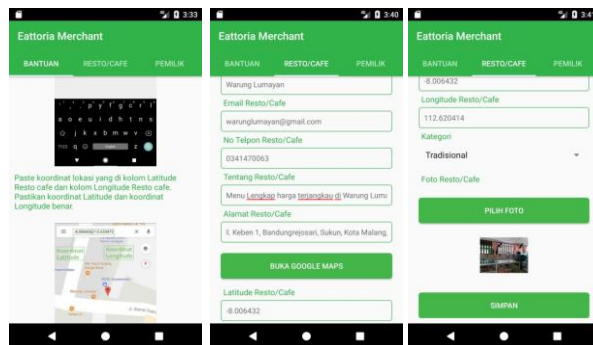 3:33
Eattoria Merchant
BANTUAN RESTO/CAFE PEMILIK
Paste koordinat lokasi yang di kolom Latitude
Resto cafe dan kolom Longitude Resto cafe.
Pastikan koordinat Latitude dan koordinat
Longitude benar.
Koordinat
Latitude
Koordinat
Longitude
3:40
Eattoria Merchant
BANTUAN RESTO/CAFE PEMILIK
Warung Lumayan
Email Resto/Cafe
warunglumayan@gmail.com
No Telpon Resto/Cafe
0341470063
Tentang Resto/Cafe
Menu Lengkap harga terjangkau di Warung Luma
Alamat Resto/Cafe
l. Keben 1, Bandungrejosari, Sukun, Kota Malang,
BUKA GOOGLE MAPS
Latitude Resto/Cafe
-8.006432
3:4
Eattoria Merchant
BANTUAN RESTO/CAFE PEMILIK
-8.006432
Longitude Resto/Cafe
112.620414
Kategori
Tradisional
Foto Resto/Cafe
PILIH FOTO
SIMPAN